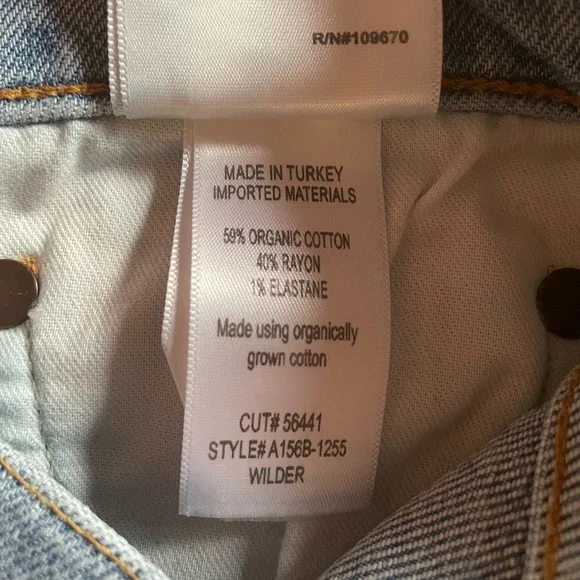 R/N#109670
MADE IN TURKEY
IMPORTED MATERIALS
59% ORGANIC COTTON
40% RAYON
1% ELASTANE
Made using organically
grown cotton
CUT# 56441
STYLE# A156B-1255
WILDER